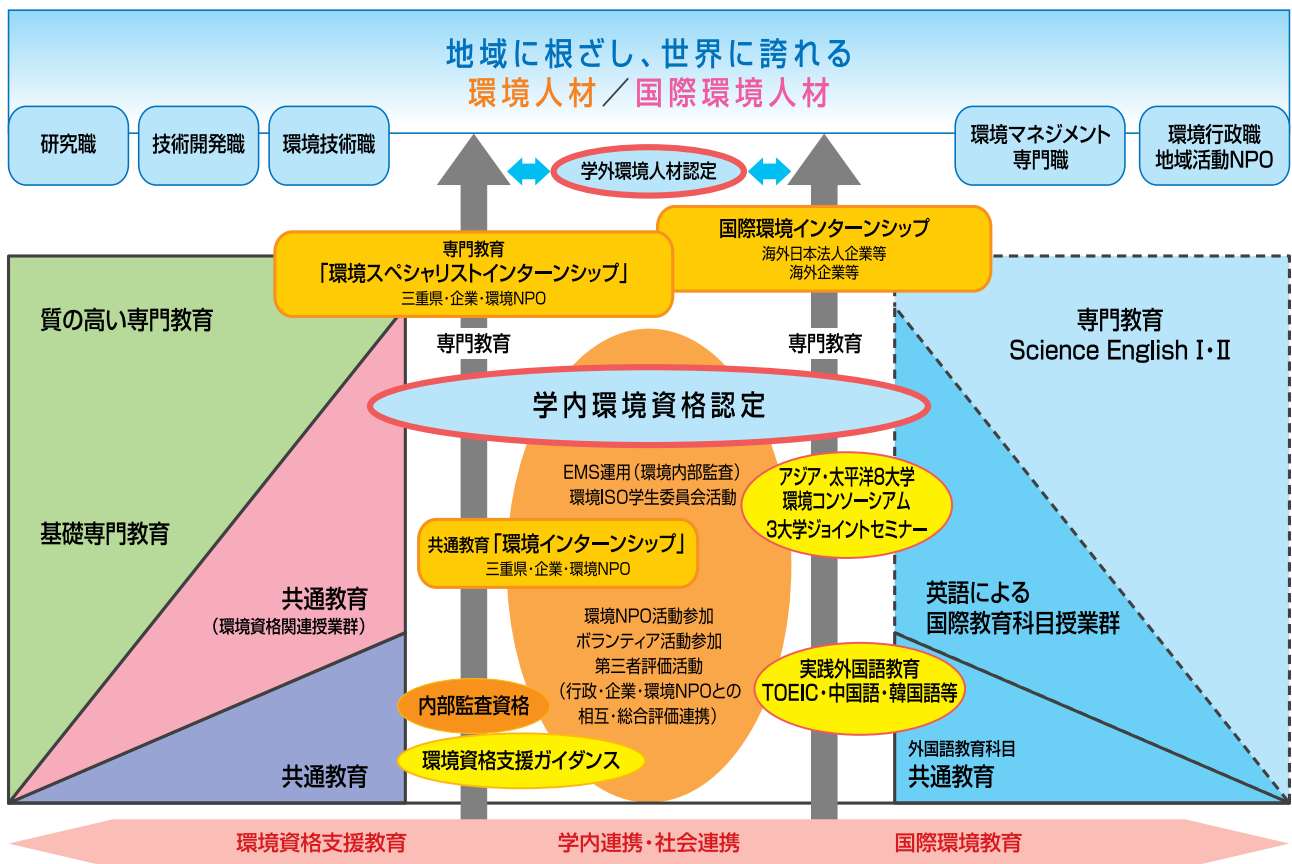 地域に根ざし、世界に誇れる
環境人材／国際環境人材
研究職
技術開発職
環境技術職
環境マネジメント
専門職
環境行政職
地域活動NPO
学外環境人材認定
国際環境インターンシップ
海外日本法人企業等
海外企業等
専門教育
「環境スペシャリストインターンシップ」
三重県・企業・環境NPO
質の高い専門教育
専門教育
専門教育
専門教育
Science English I・II
学内環境資格認定
EMS運用（環境内部監査）
環境ISO学生委員会活動
アジア・太平洋8大学
環境コンソーシアム
3大学ジョイントセミナー
基礎専門教育
共通教育「環境インターンシップ」
三重県・企業・環境NPO
共通教育
（環境資格関連授業群）
英語による
国際教育科目授業群
環境NPO活動参加
ボランティア活動参加
第三者評価活動
（行政・企業・環境NPOとの
相互・総合評価連携）
実践外国語教育
TOEIC・中国語・韓国語等
内部監査資格
環境資格支援ガイダンス
共通教育
外国語教育科目
共通教育
環境資格支援教育
学内連携・社会連携
国際環境教育